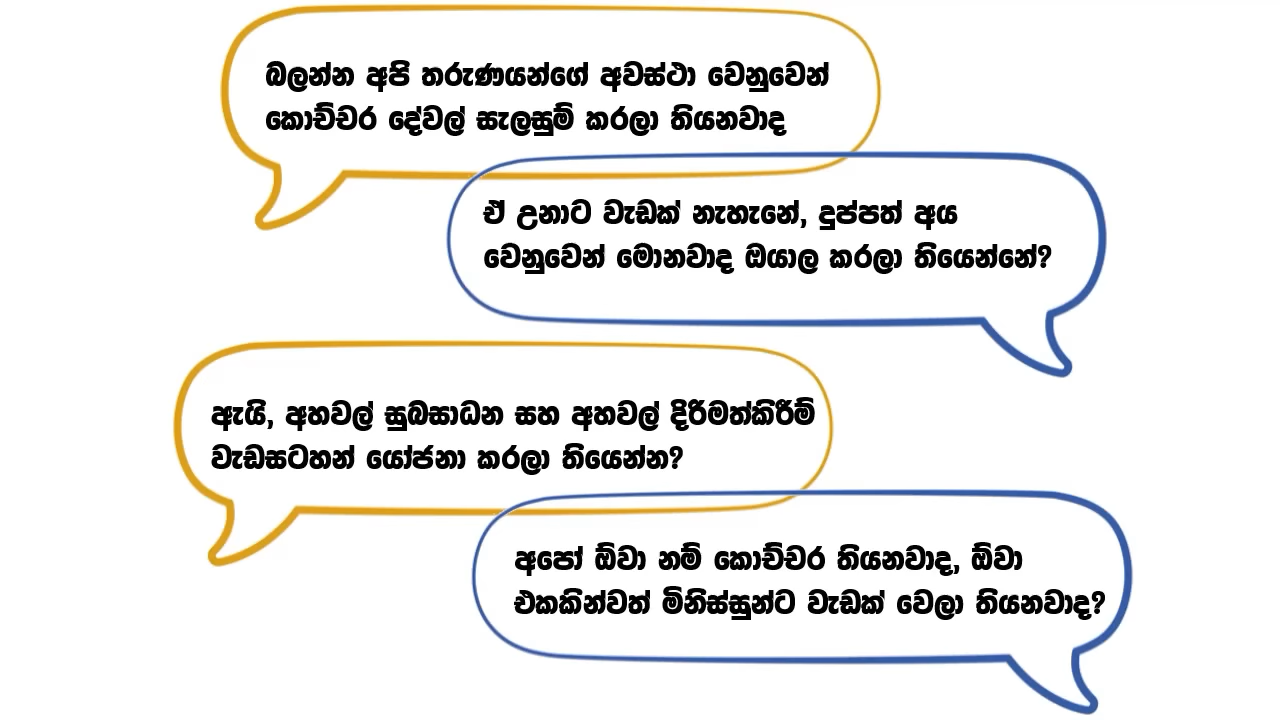 බලන්න අපි තරුණයන්ගේ අවස්ථා වෙනුවෙන්
කොච්චර දේවල් සැලසුම් කරලා තියනවාද
ඒ උනාට වැඩක් නැහැනේ, දුප්පත් අය
වෙනුවෙන් මොනවාද ඔයාල කරලා තියෙන්නේ?
ඇයි, අහවල් සුබසාධන සහ අහවල් දිරිමත්කිරීම්
වැඩසටහන් යෝජනා කරලා තියෙන්න?
අපෝ ඕවා නම් කොච්චර තියනවාද, ඕවා
එකකින්වත් මිනිස්සුන්ට වැඩක් වෙලා තියනවාද?